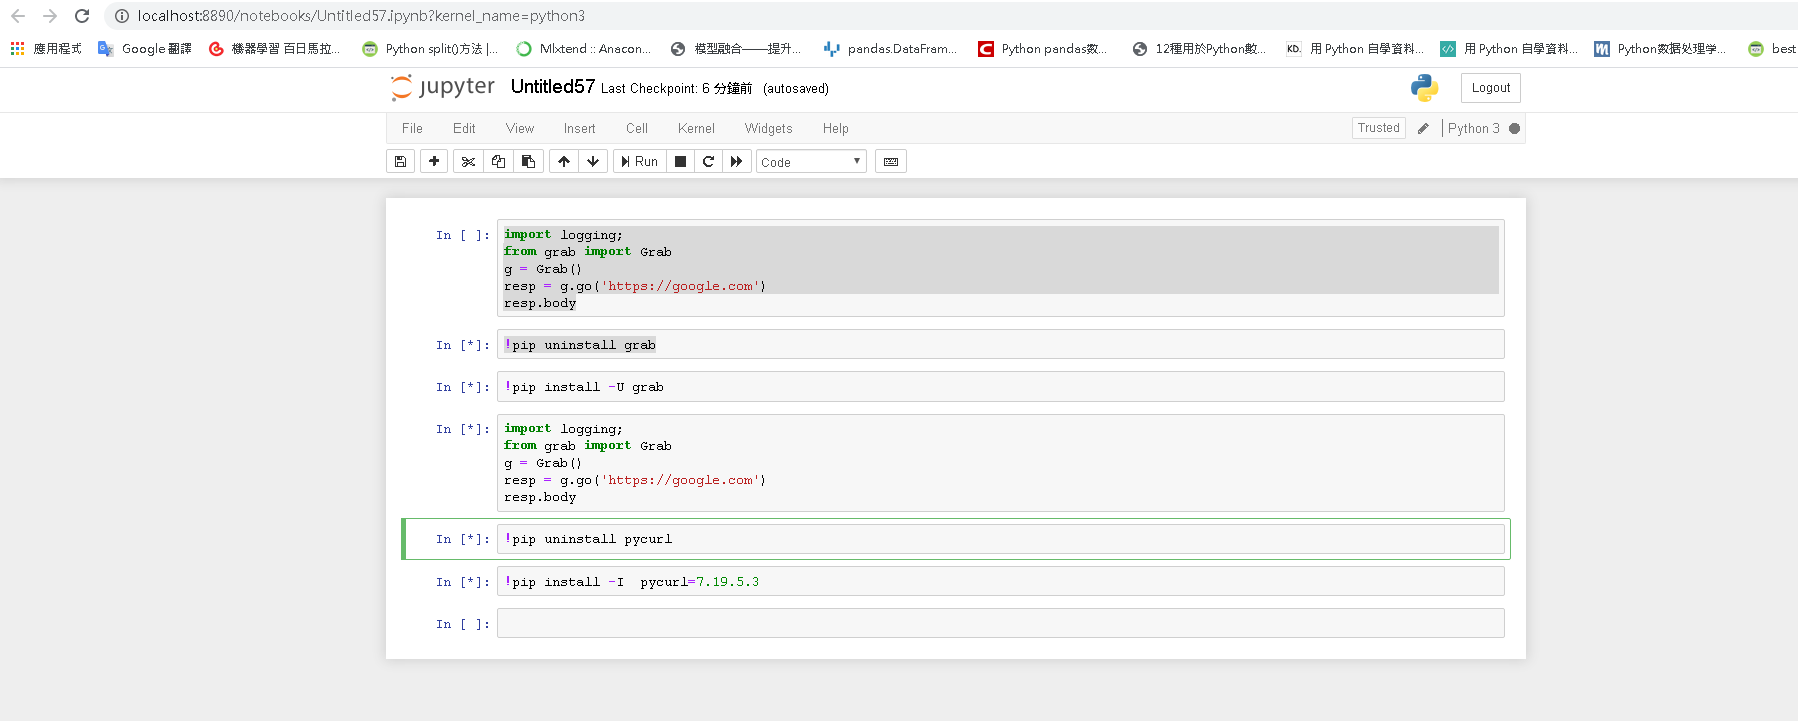 localhost:8890/notebooks/Untitled57.ipynb?kernel_name=python3
應用程式 Google 翻譯 機器學習 百日馬拉... Python split()方法 |... Mlxtend :: Anacon... 模型融合——提升... pandas.DataFram... Python pandas数... 12種用於Python數... 用 Python 自學資料... 用 Python 自學資料... Python数据处理学... best
jupyter Untitled57 Last Checkpoint: 6 分鐘前 (autosaved) Logout
File Edit View Insert Cell Kernel Widgets Help Trusted Python 3
Run Code
In [ ]: import logging;
from grab import Grab
g = Grab()
resp = g.go('https://google.com')
resp.body
In [*]: !pip uninstall grab
In [*]: !pip install -U grab
In [*]: import logging;
from grab import Grab
g = Grab()
resp = g.go('https://google.com')
resp.body
In [*]: !pip uninstall pycurl
In [*]: !pip install -I  pycurl=7.19.5.3
In [ ]: